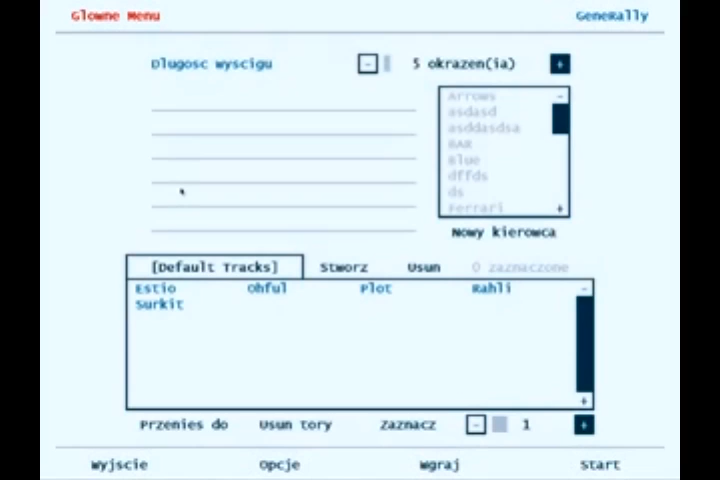 Glowne Menu GeneRally
Dlugosc wyscigu - 5 okrazen(ia) +
Arrows -
asdasd
asddasdsa
BAR
Blue
dffds
ds
Ferrari +
Nowy kierowca
[Default Tracks] Stworz Usun 0 zaznaczone
Estio Ohful Plot Rahli -
Surkit
+
Przenies do Usun tory Zaznacz - 1 +
Wyjscie Opcje Wgraj Start